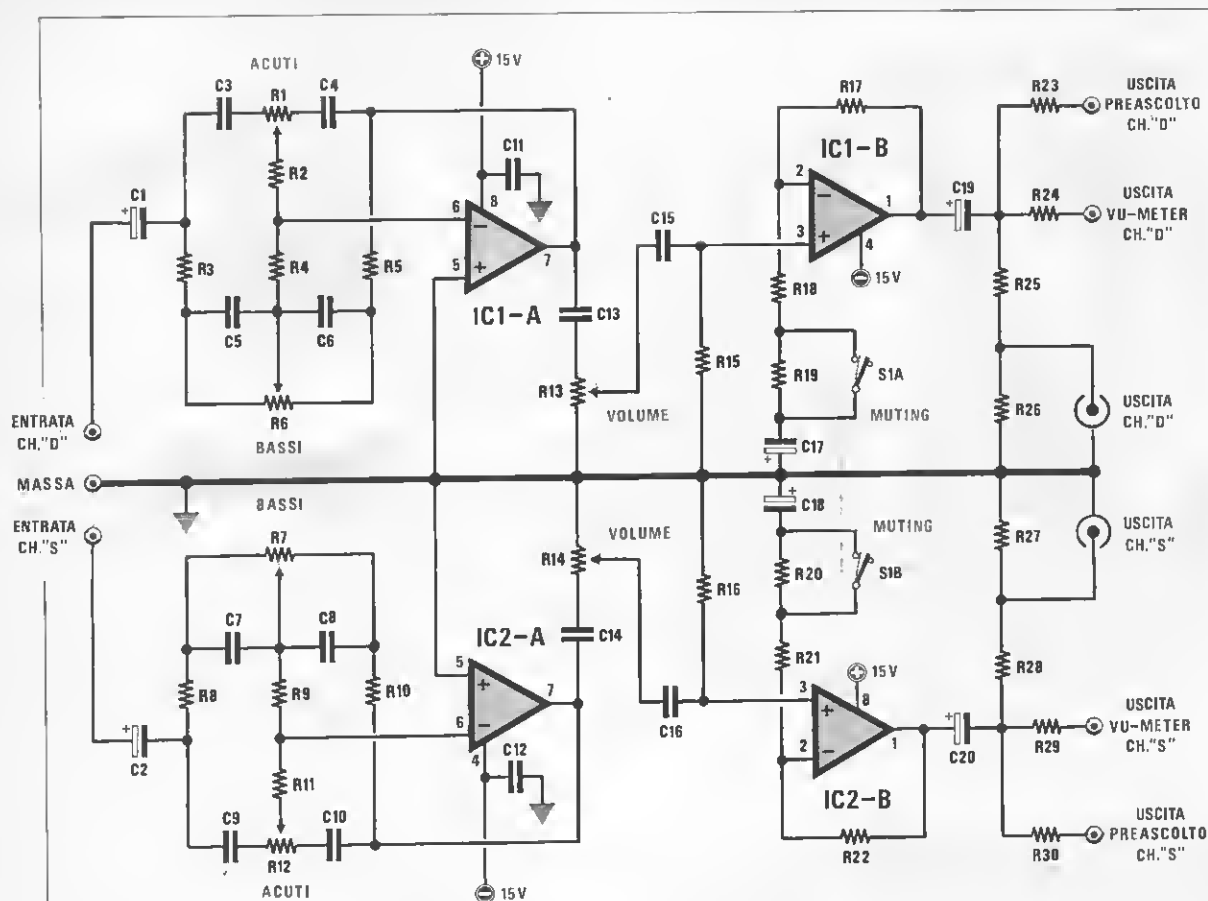 ACUTI
C3
R1
C4
⊕ 15V
R2
C11
8
C1
+
R3
R4
R5
6
−
5
+
7
IC1-A
C5
C6
C13
R6
BASSI
R13
VOLUME
C15
R15
R17
IC1-B
2
−
3
+
1
4
⊖ 15V
R18
R19
S1A
MUTING
C17
+
C19
+
R23
R24
R25
R26
USCITA
PREASCOLTO
CH."D"
USCITA
VU-METER
CH."D"
USCITA
CH."D"
ENTRATA
CH."D"
MASSA
ENTRATA
CH."S"
BASSI
R7
C7
C8
R8
R9
R10
C2
+
R11
C9
R12
C10
ACUTI
IC2-A
5
+
6
−
7
4
C12
⊖ 15V
C14
R14
VOLUME
C16
R16
C18
+
MUTING
R20
S1B
R21
⊕ 15V
8
3
+
2
−
1
IC2-B
R22
C20
+
R27
R28
R29
R30
USCITA
CH."S"
USCITA
VU-METER
CH."S"
USCITA
PREASCOLTO
CH."S"